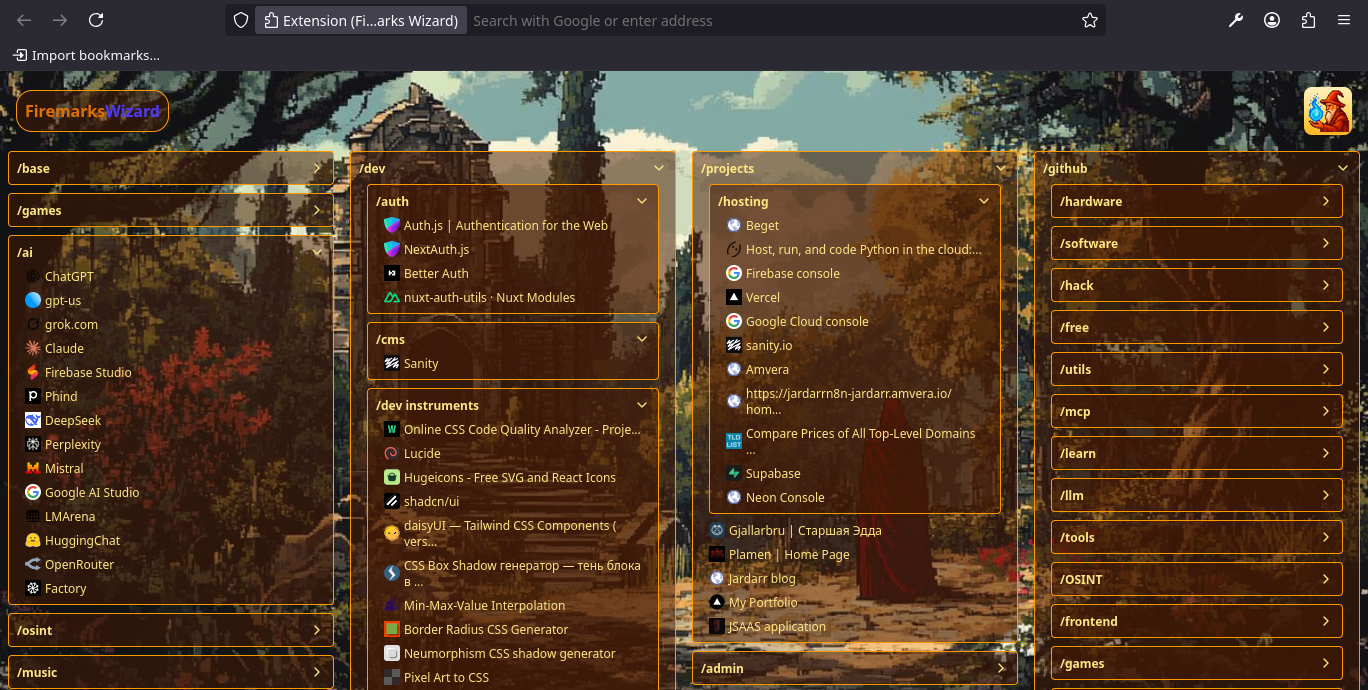 Extension (Fi...arks Wizard)
Search with Google or enter address
Import bookmarks...
FiremarksWizard
/base
/games
/ai
ChatGPT
gpt-us
grok.com
Claude
Firebase Studio
Phind
DeepSeek
Perplexity
Mistral
Google AI Studio
LMArena
HuggingChat
OpenRouter
Factory
/osint
/music
/dev
/auth
Auth.js | Authentication for the Web
NextAuth.js
Better Auth
nuxt-auth-utils · Nuxt Modules
/cms
Sanity
/dev instruments
Online CSS Code Quality Analyzer - Proje...
Lucide
Hugeicons - Free SVG and React Icons
shadcn/ui
daisyUI — Tailwind CSS Components (
vers...
CSS Box Shadow генератор — тень блока
в ...
Min-Max-Value Interpolation
Border Radius CSS Generator
Neumorphism CSS shadow generator
Pixel Art to CSS
/projects
/hosting
Beget
Host, run, and code Python in the cloud:...
Firebase console
Vercel
Google Cloud console
sanity.io
Amvera
https://jardarrn8n-jardarr.amvera.io/
hom...
TLD
LIST
Compare Prices of All Top-Level Domains
...
Supabase
Neon Console
Gjallarbru | Старшая Эдда
Plamen | Home Page
Jardarr blog
My Portfolio
JSAAS application
/admin
/github
/hardware
/software
/hack
/free
/utils
/mcp
/learn
/llm
/tools
/OSINT
/frontend
/games